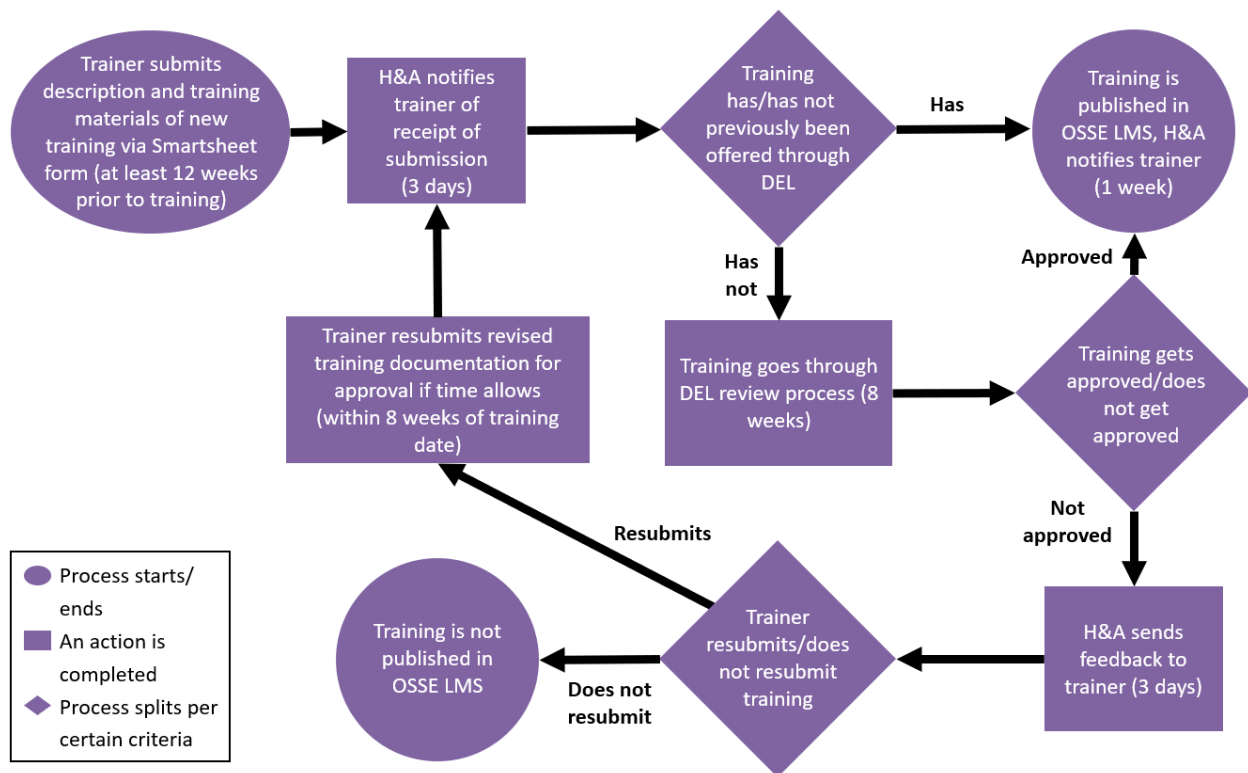 Trainer submits
description and training
materials of new
training via Smartsheet
form (at least 12 weeks
prior to training)
H&A notifies
trainer of
receipt of
submission
(3 days)
Training
has/has not
previously been
offered through
DEL
Has
Training is
published in
OSSE LMS, H&A
notifies trainer
(1 week)
Has
not
Approved
Trainer resubmits revised
training documentation for
approval if time allows
(within 8 weeks of training
date)
Training goes through
DEL review process (8
weeks)
Training gets
approved/does
not get
approved
Not
approved
Resubmits
Process starts/
ends
An action is
completed
Process splits per
certain criteria
Training is not
published in
OSSE LMS
Does not
resubmit
Trainer
resubmits/does
not resubmit
training
H&A sends
feedback to
trainer (3 days)